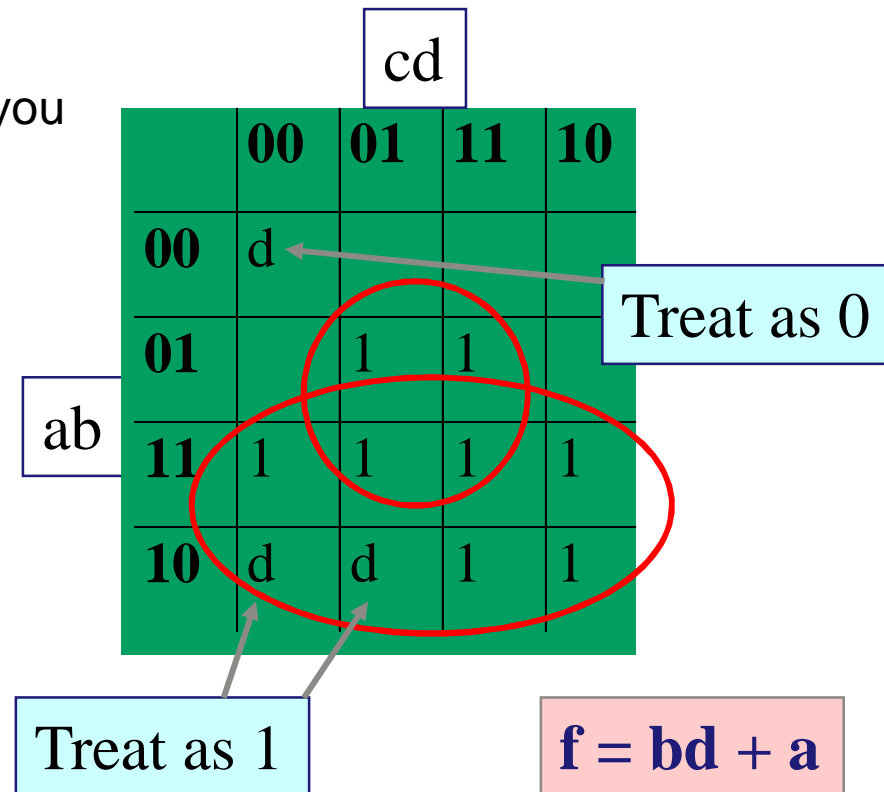 cd
you
00 01 11 10
00 d
Treat as 0
01 1 1
ab
11 1 1 1 1
10 d d 1 1
Treat as 1
f = bd + a